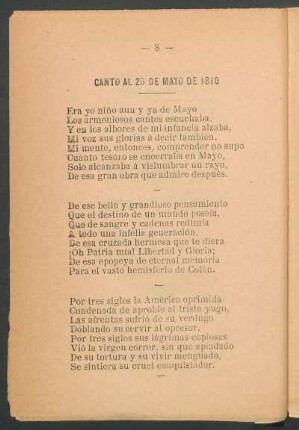 — 8 —
CANTO AL 25 DE MAYO DE 1810
Era yo niño aun y ya de Mayo
Los armoniosos cantos escuchaba,
Y en los albores de mi infancia alzaba,
Mi voz sus glorias á decir también.
Mi mente, entonces, comprender no supo
Cuanto tesoro se encerraba en Mayo,
Solo alcanzaba á vislumbrar un rayo,
De esa gran obra que admiré después.
De ese bello y grandioso pensamiento
Que el destino de un mundo poseia,
Que de sangre y cadenas redimia
A todo una infeliz generación.
De esa cruzada hermosa que te diera
¡Oh Patria mia! Libertad y Gloria;
De esa epopeya de eternal memoria
Para el vasto hemisferio de Colón.
Por tres siglos la América oprimida
Condenada de aprobio al triste yugo,
Las afrentas sufrió de su verdugo
Doblando su cerviz al opresor,
Por tres siglos sus lágrimas copiosas
Vió la virgen correr, sin que apiadado
De su tortura y su vivir menguado,
Se sintiera su cruel conquistador.